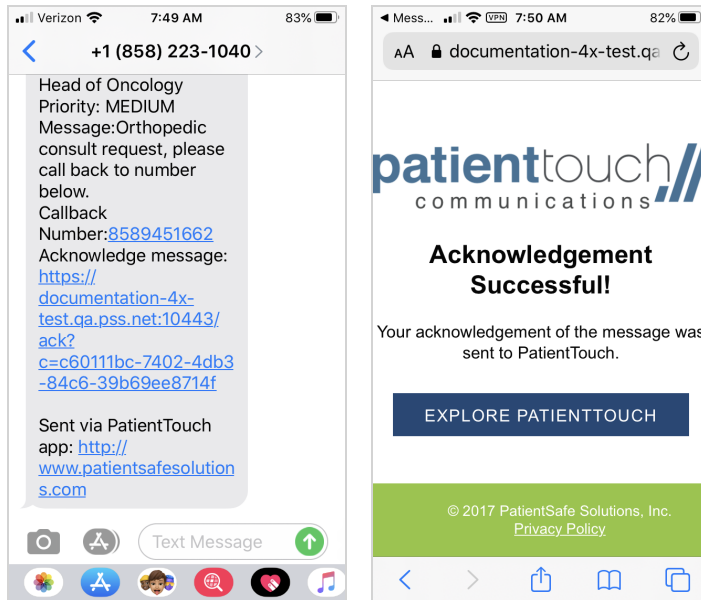 Verizon 7:49 AM 83%
+1 (858) 223-1040
Head of Oncology
Priority: MEDIUM
Message:Orthopedic
consult request, please
call back to number
below.
Callback
Number:8589451662
Acknowledge message:
https://
documentation-4x-
test.qa.pss.net:10443/
ack?
c=c60111bc-7402-4db3
-84c6-39b69ee8714f
Sent via PatientTouch
app: http://
www.patientsafesolution
s.com
Text Message
Mess... VPN 7:50 AM 82%
AA documentation-4x-test.qa
patienttouch
communications
Acknowledgement
Successful!
Your acknowledgement of the message was
sent to PatientTouch.
EXPLORE PATIENTTOUCH
© 2017 PatientSafe Solutions, Inc.
Privacy Policy